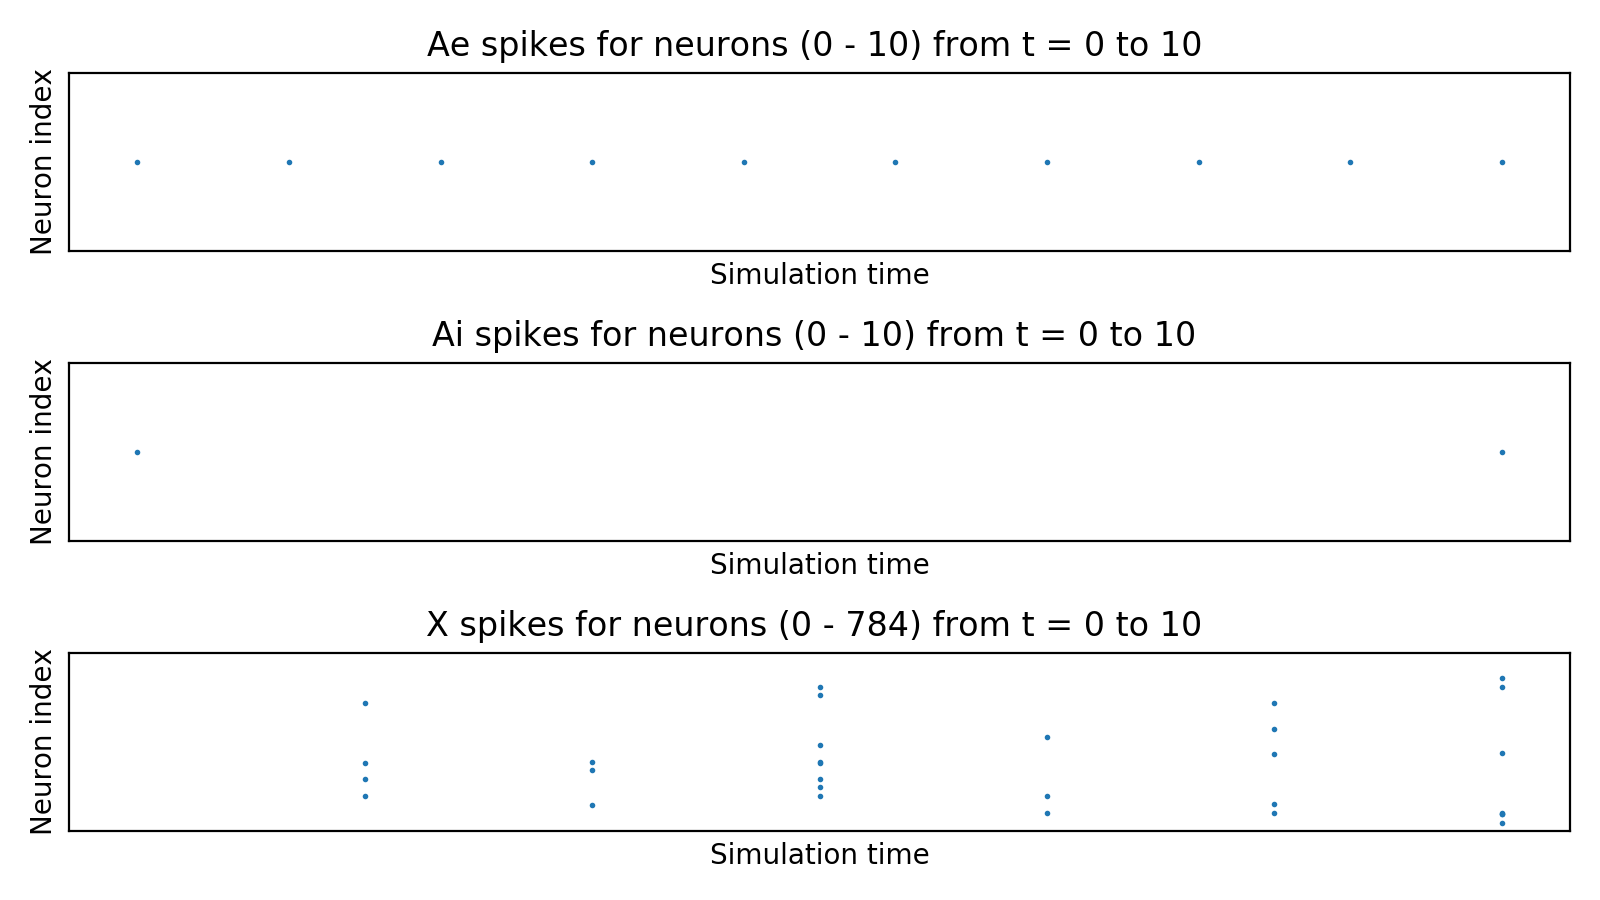 Ae spikes for neurons (0 - 10) from t = 0 to 10
Neuron index
Simulation time
Ai spikes for neurons (0 - 10) from t = 0 to 10
Neuron index
Simulation time
X spikes for neurons (0 - 784) from t = 0 to 10
Neuron index
Simulation time